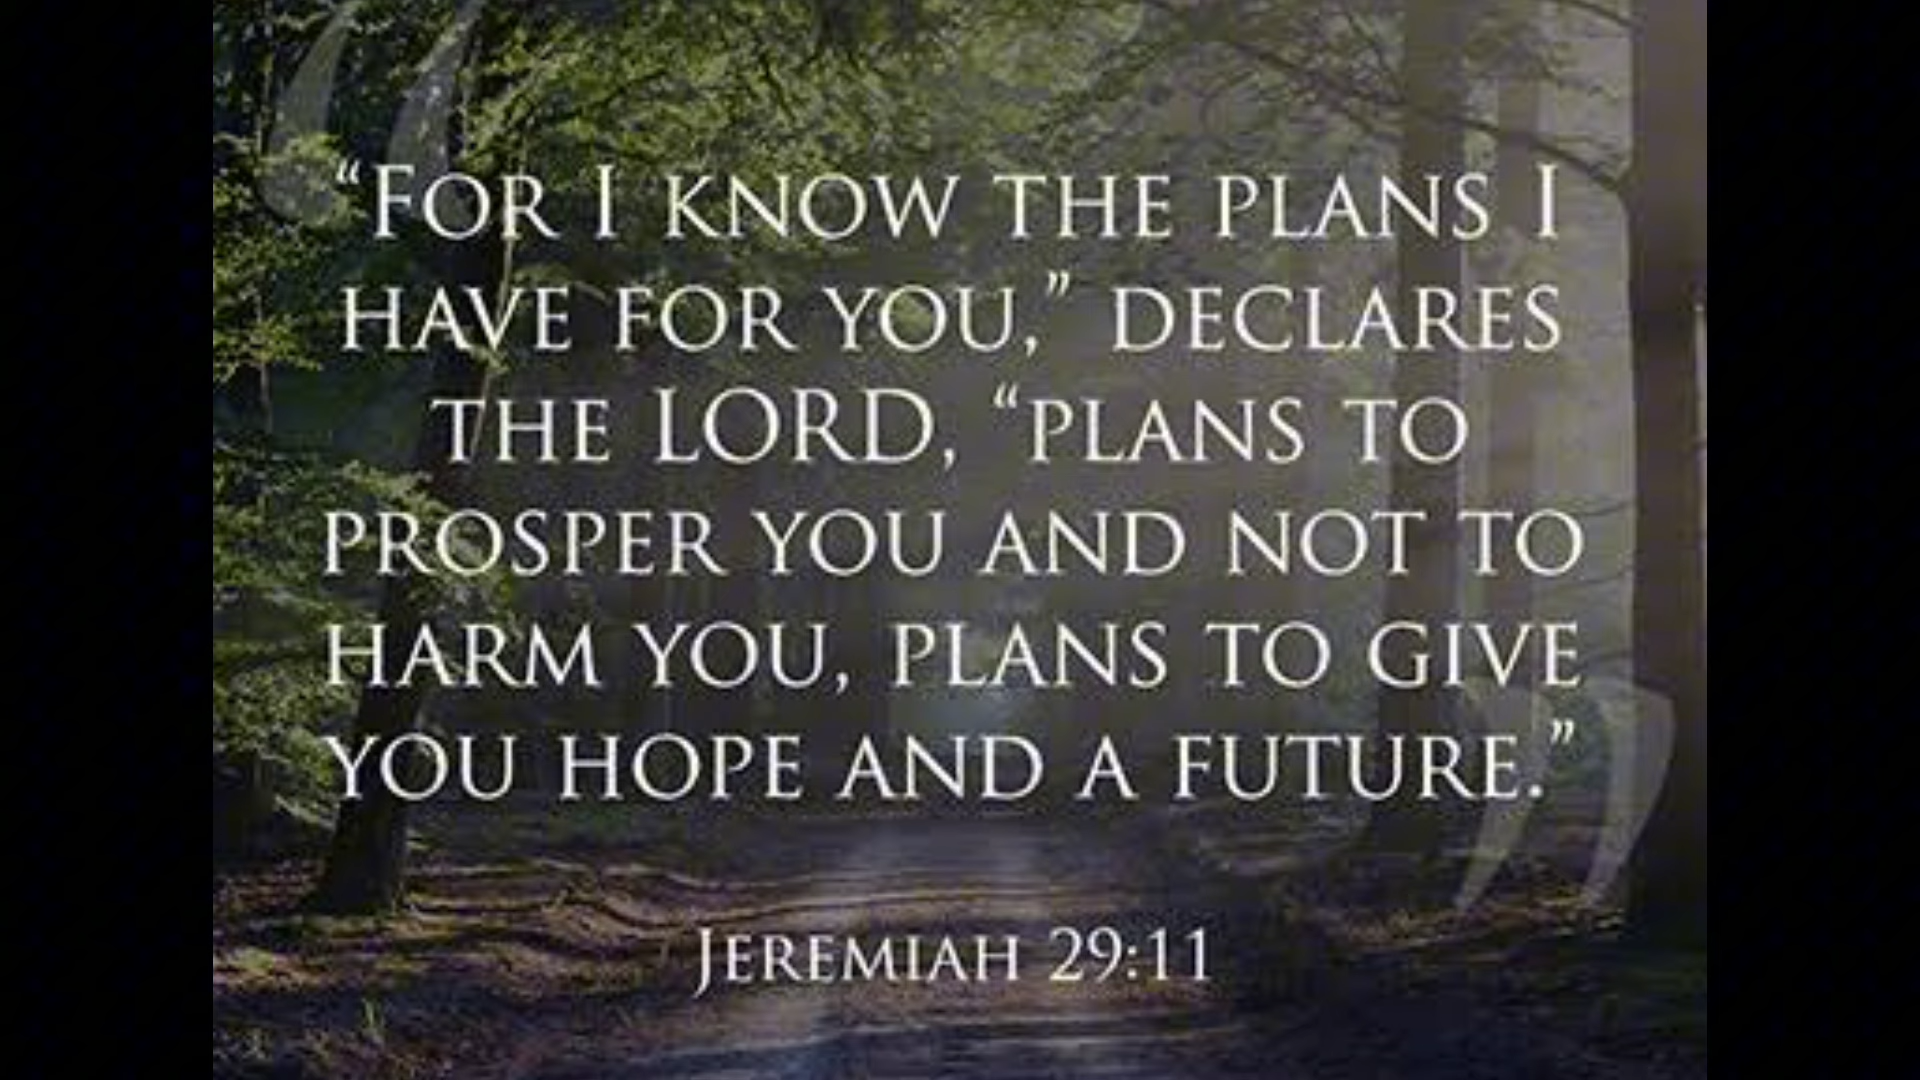 “For I know the plans I
have for you,” declares
the LORD, “plans to
prosper you and not to
harm you, plans to give
you hope and a future.”
Jeremiah 29:11